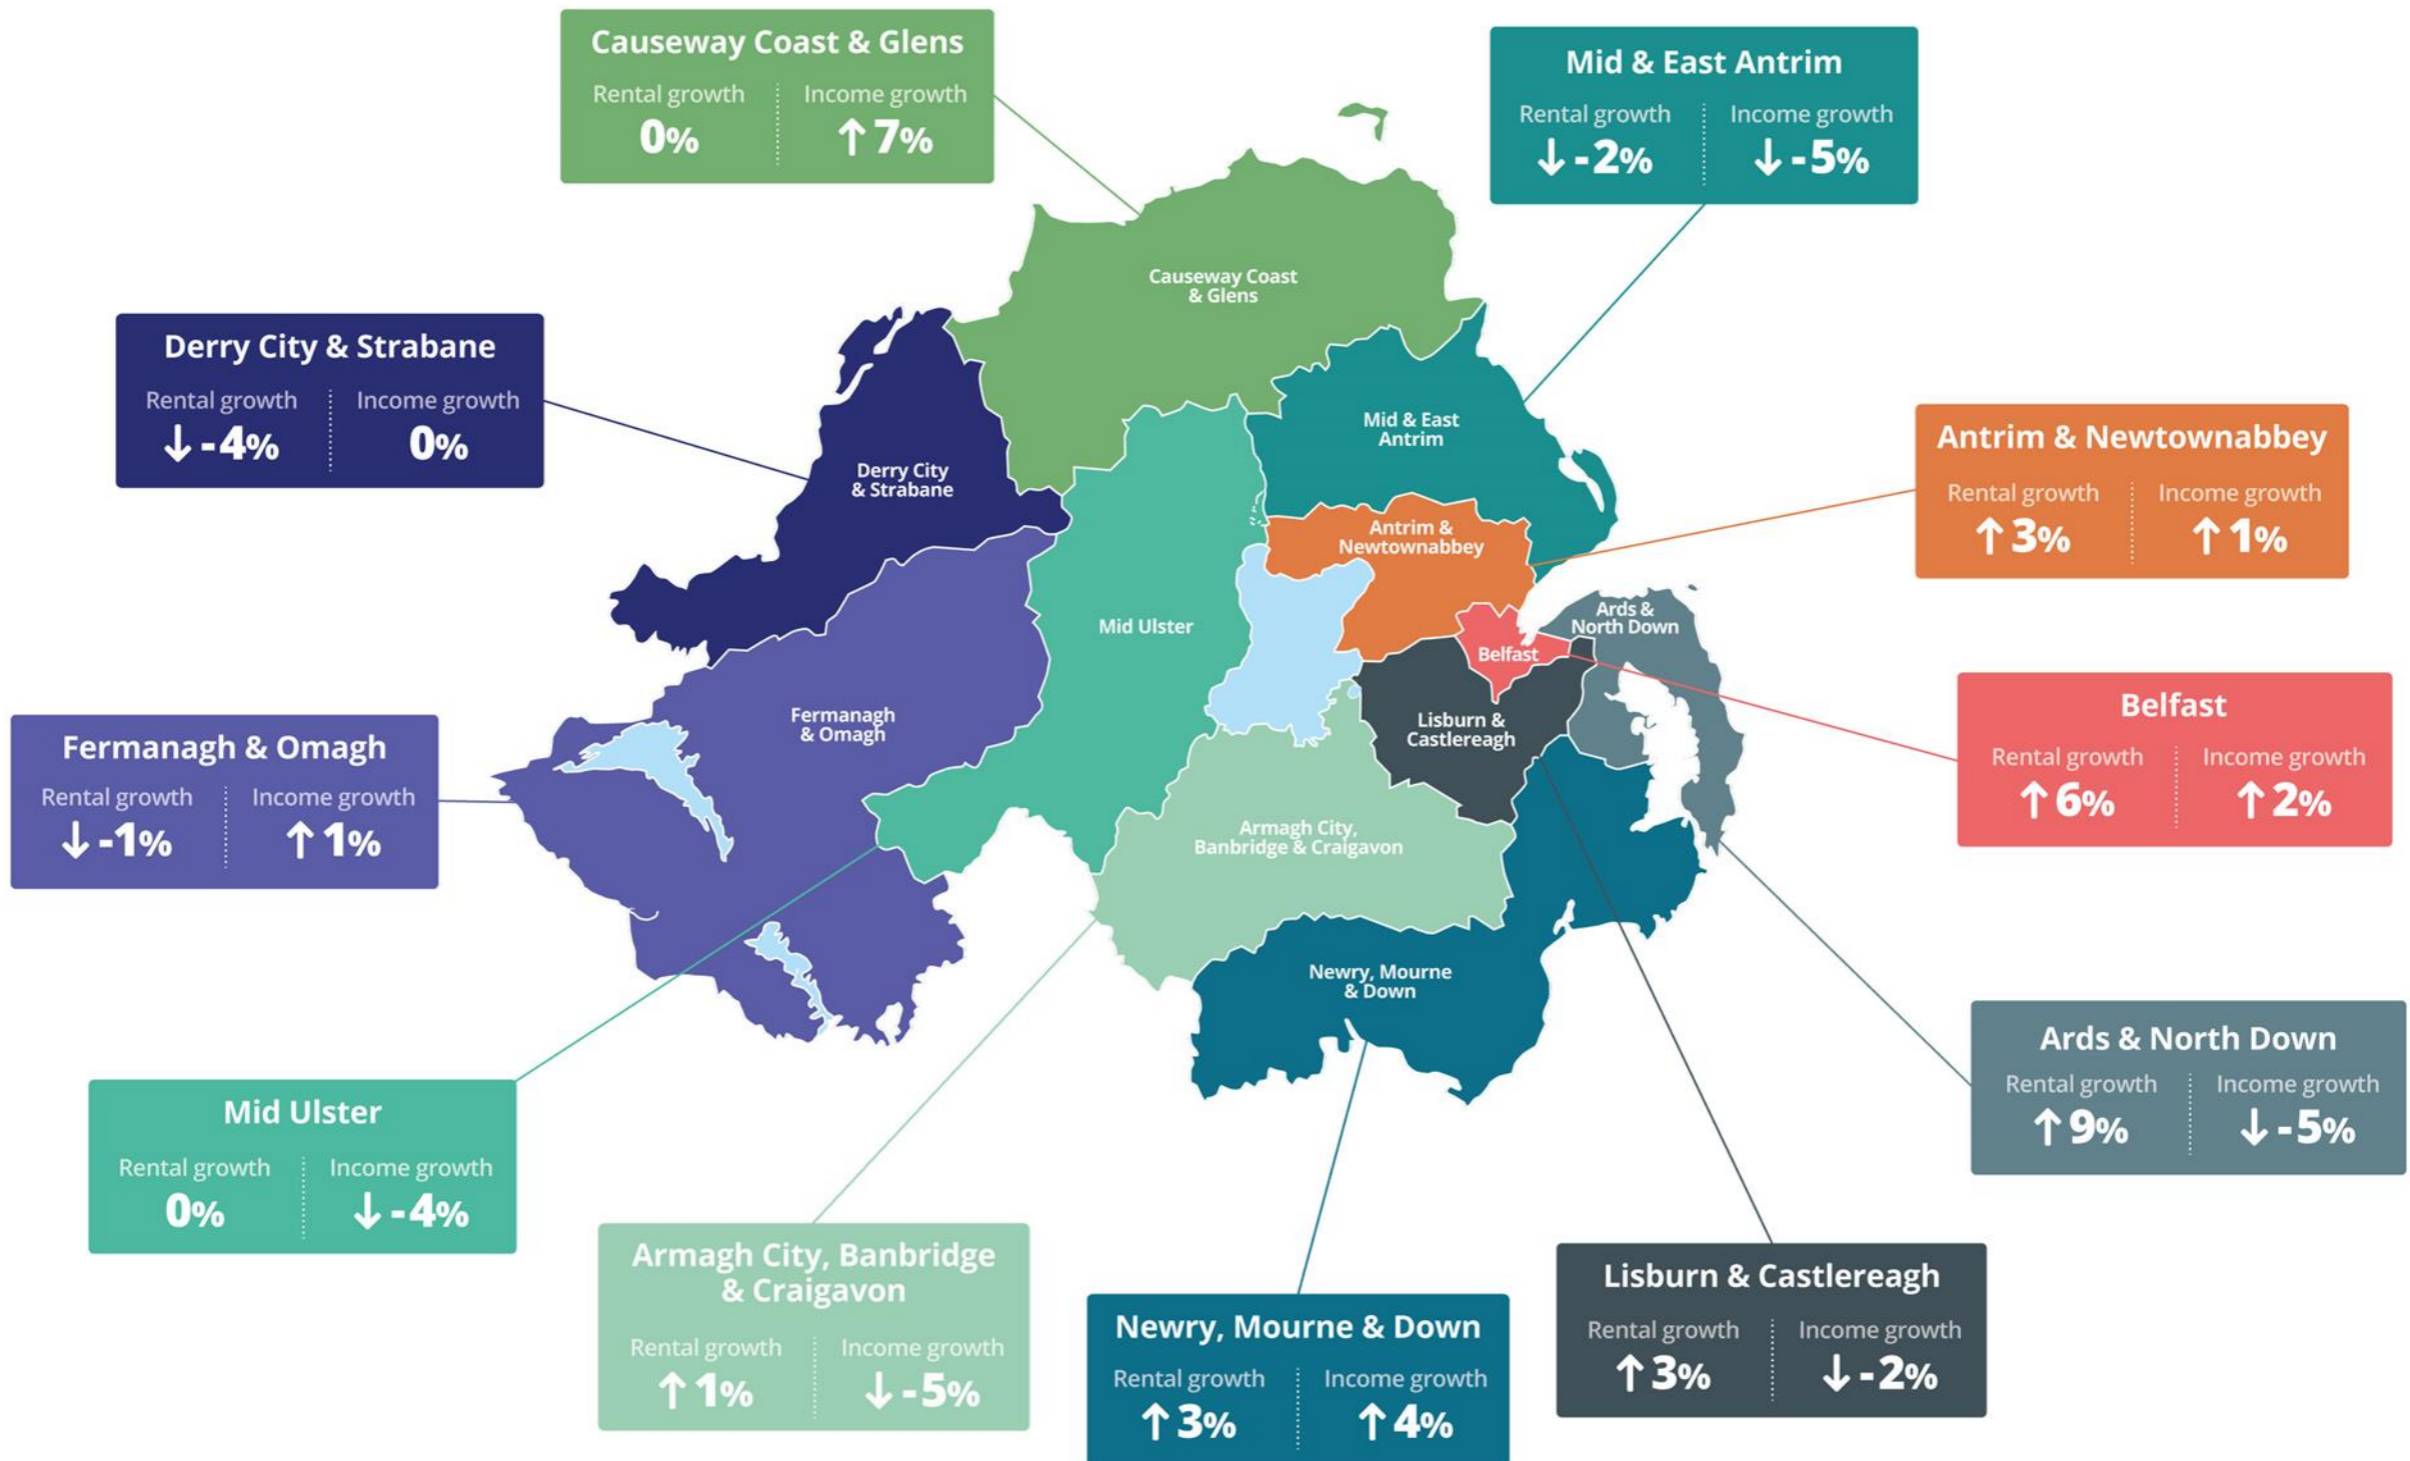 Causeway Coast & Glens
Rental growth
0%
Income growth
↑ 7%
Mid & East Antrim
Rental growth
↓ -2%
Income growth
↓ -5%
Derry City & Strabane
Rental growth
↓ -4%
Income growth
0%
Antrim & Newtownabbey
Rental growth
↑ 3%
Income growth
↑ 1%
Fermanagh & Omagh
Rental growth
↓ -1%
Income growth
↑ 1%
Belfast
Rental growth
↑ 6%
Income growth
↑ 2%
Mid Ulster
Rental growth
0%
Income growth
↓ -4%
Ards & North Down
Rental growth
↑ 9%
Income growth
↓ -5%
Armagh City, Banbridge
& Craigavon
Rental growth
↑ 1%
Income growth
↓ -5%
Newry, Mourne & Down
Rental growth
↑ 3%
Income growth
↑ 4%
Lisburn & Castlereagh
Rental growth
↑ 3%
Income growth
↓ -2%
Causeway Coast
& Glens
Mid & East
Antrim
Derry City
& Strabane
Antrim &
Newtownabbey
Mid Ulster
Ards &
North Down
Belfast
Fermanagh
& Omagh
Lisburn &
Castlereagh
Armagh City,
Banbridge & Craigavon
Newry, Mourne
& Down